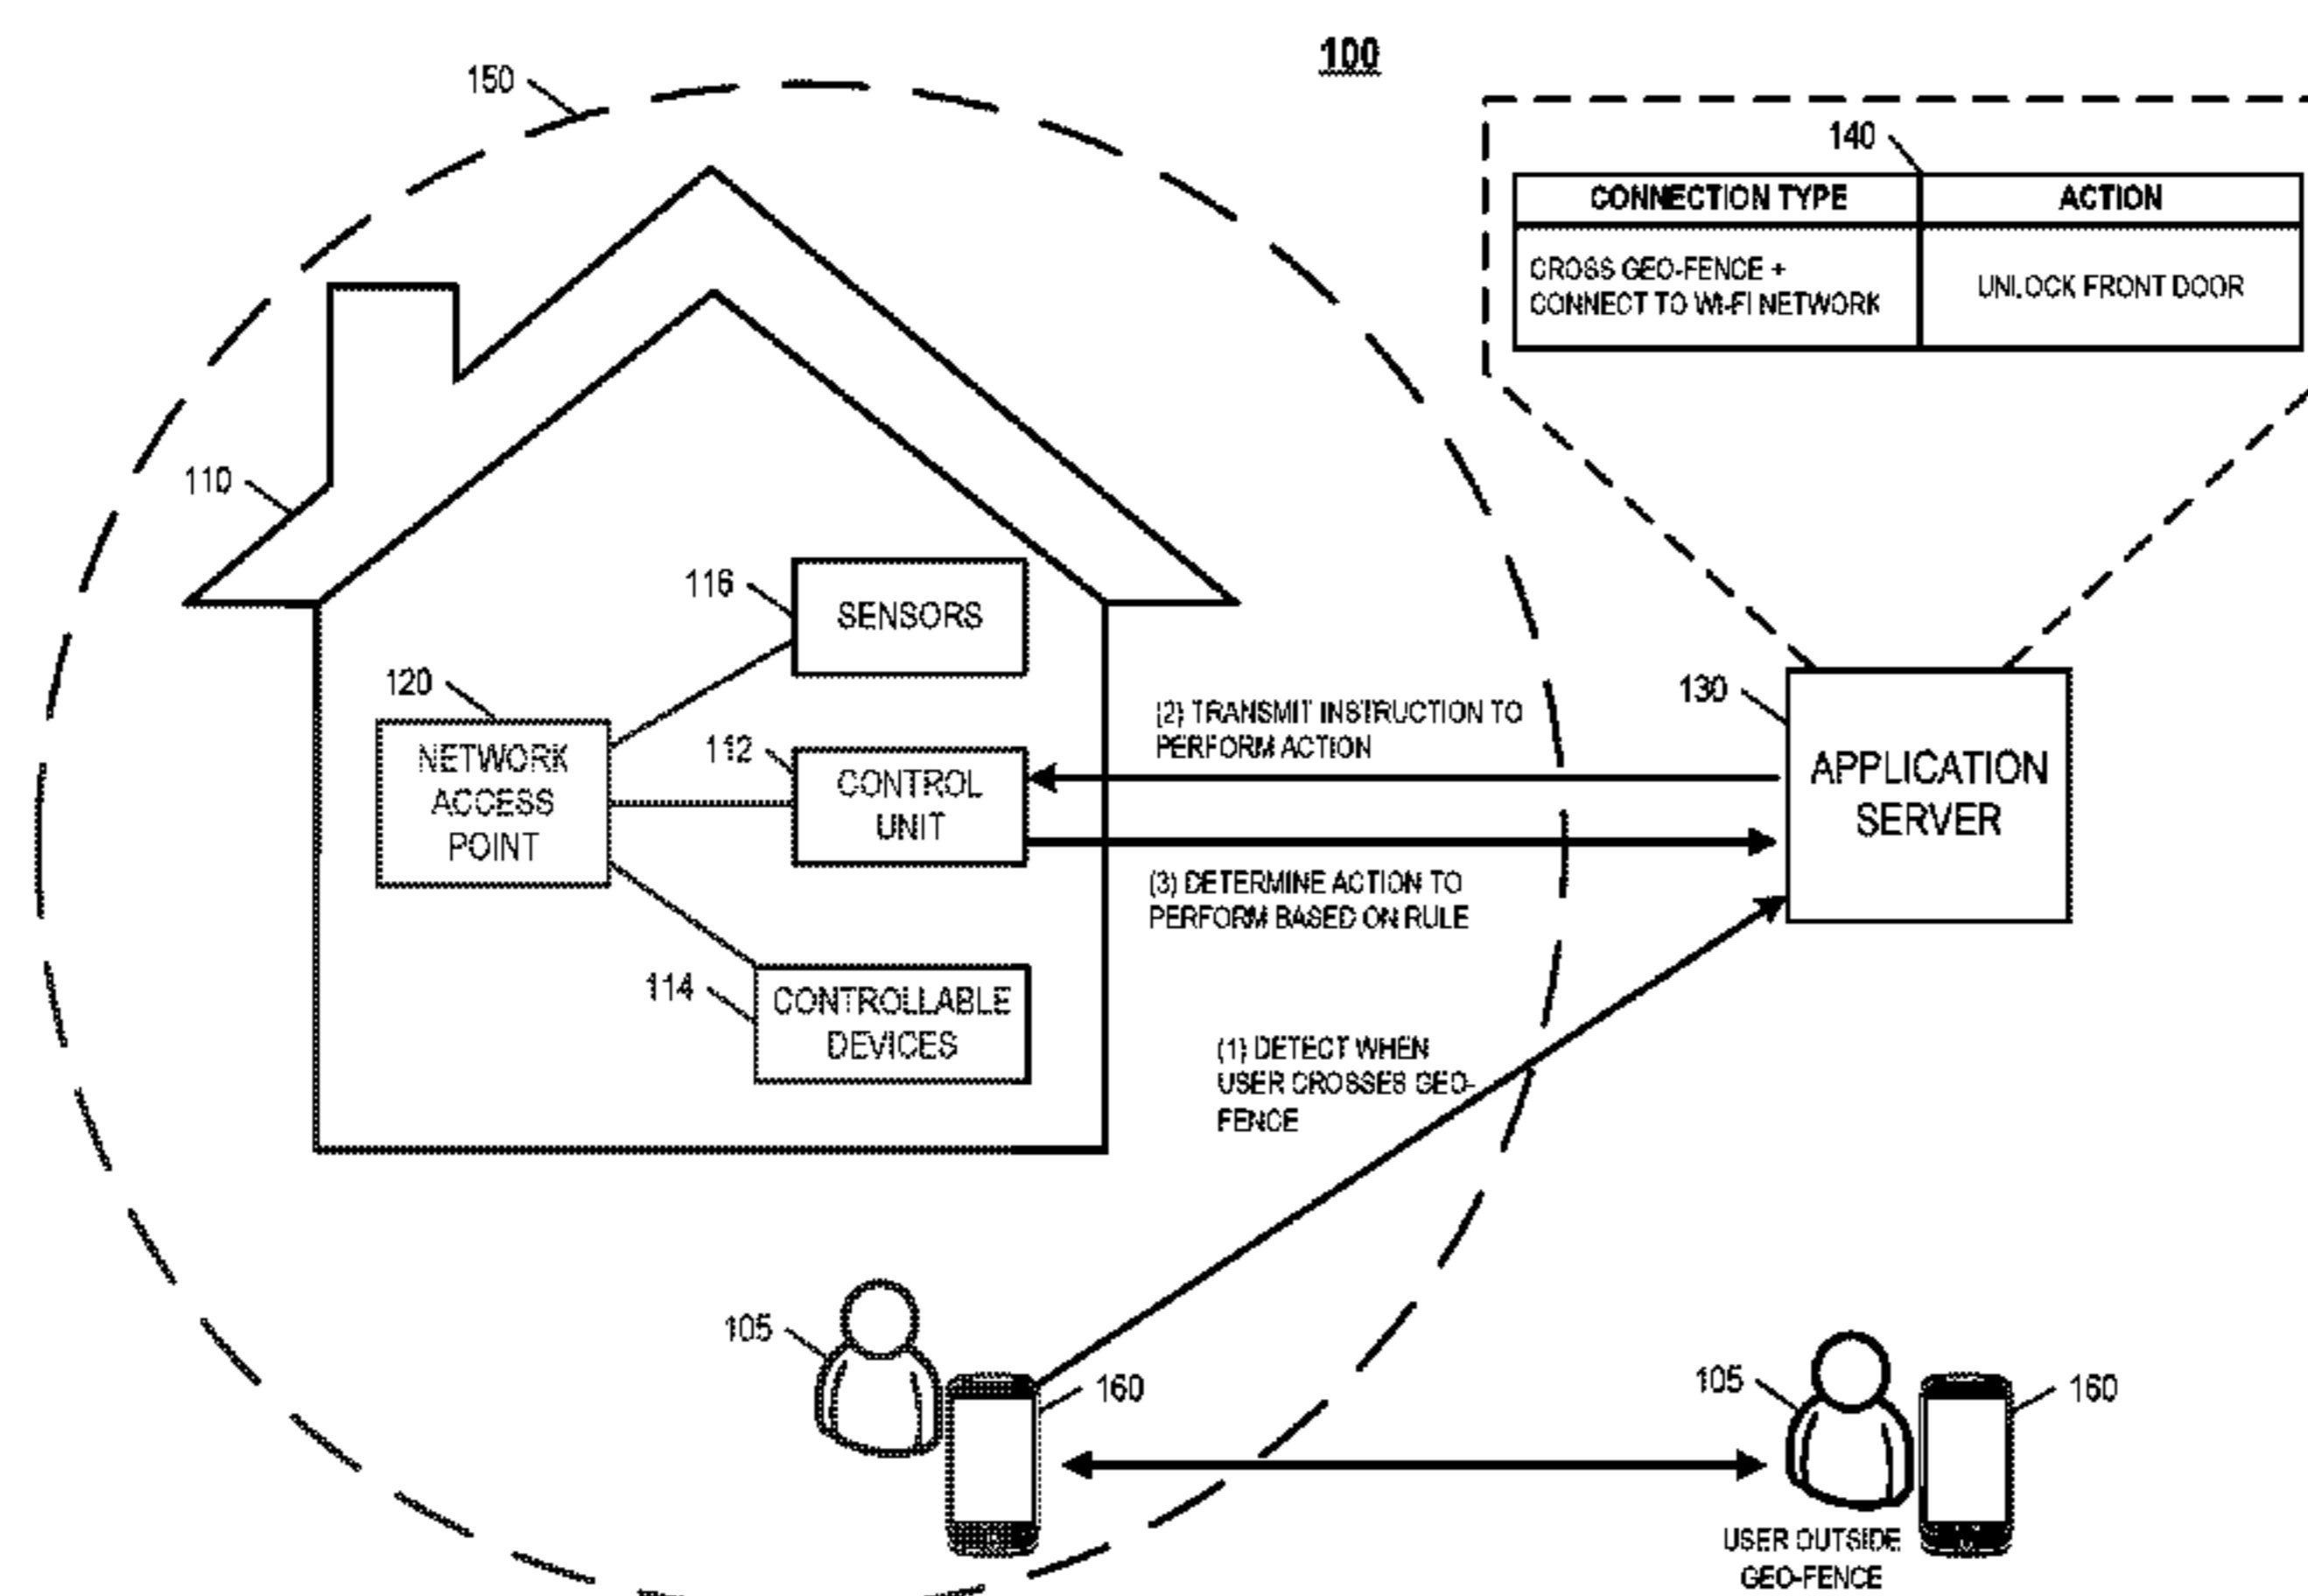 100
150
140
CONNECTION TYPE
ACTION
CROSS GEO-FENCE +
CONNECT TO WI-FI NETWORK
UNLOCK FRONT DOOR
110
116
SENSORS
120
NETWORK
ACCESS
POINT
112
CONTROL
UNIT
(2) TRANSMIT INSTRUCTION TO
PERFORM ACTION
130
APPLICATION
SERVER
(3) DETERMINE ACTION TO
PERFORM BASED ON RULE
114
CONTROLLABLE
DEVICES
(1) DETECT WHEN
USER CROSSES GEO-
FENCE
105
160
105
160
USER OUTSIDE
GEO-FENCE